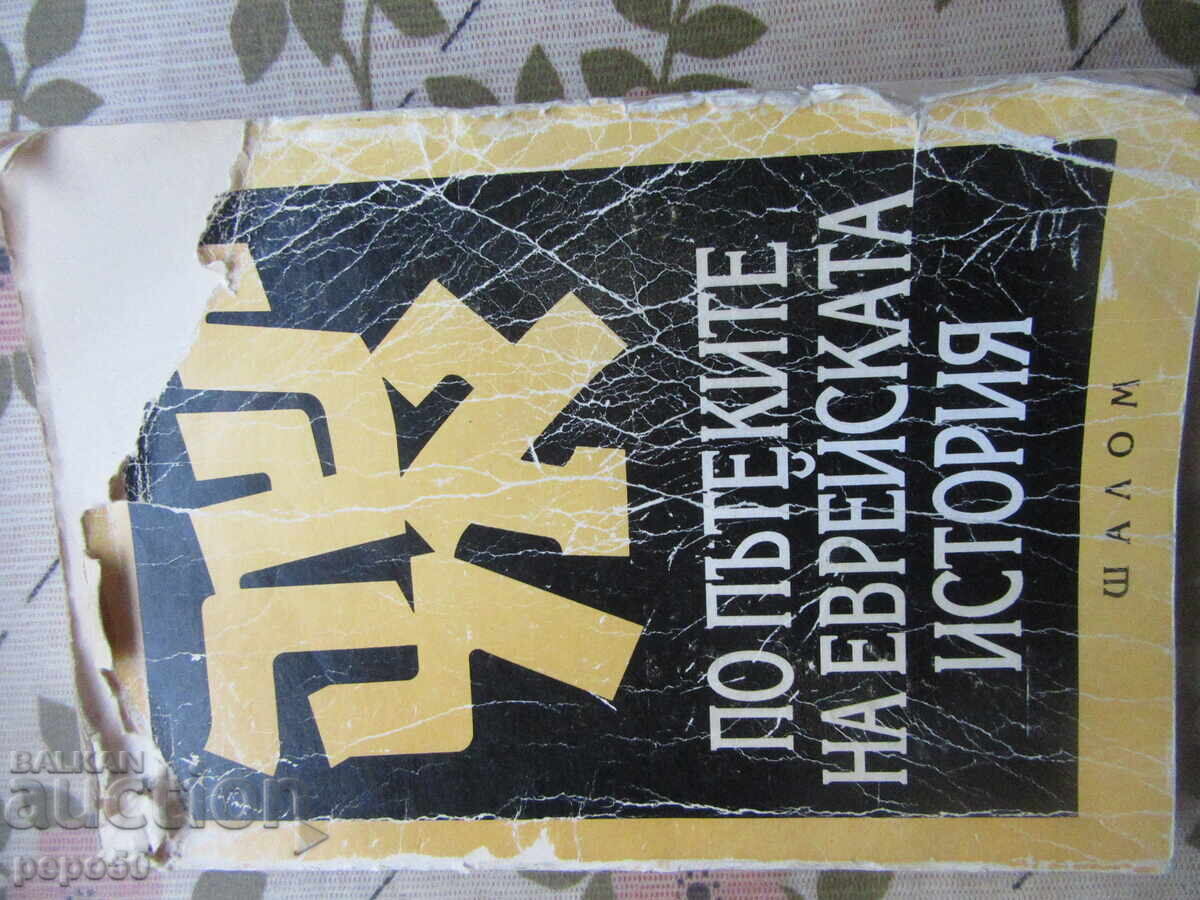 ПО ПЪТЕКИТЕ
НА ЕВРЕЙСКАТА
ИСТОРИЯ
ШАЛОМ
BALKAN
auction
pepo50